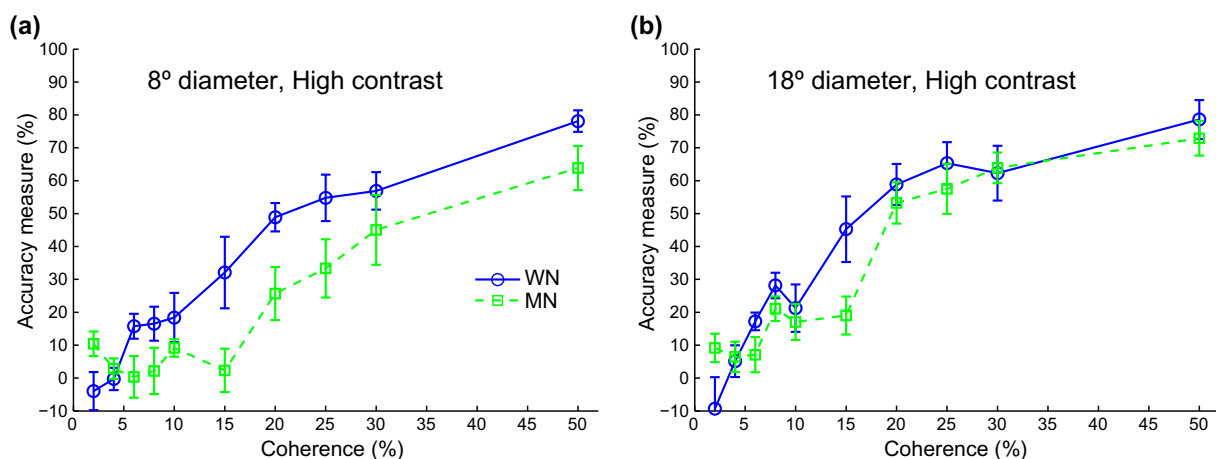 (a)
8º diameter, High contrast
Accuracy measure (%)
100
90
80
70
60
50
40
30
20
10
0
−10
0 5 10 15 20 25 30 35 40 45 50
Coherence (%)
WN
MN
(b)
18º diameter, High contrast
Accuracy measure (%)
100
90
80
70
60
50
40
30
20
10
0
−10
0 5 10 15 20 25 30 35 40 45 50
Coherence (%)